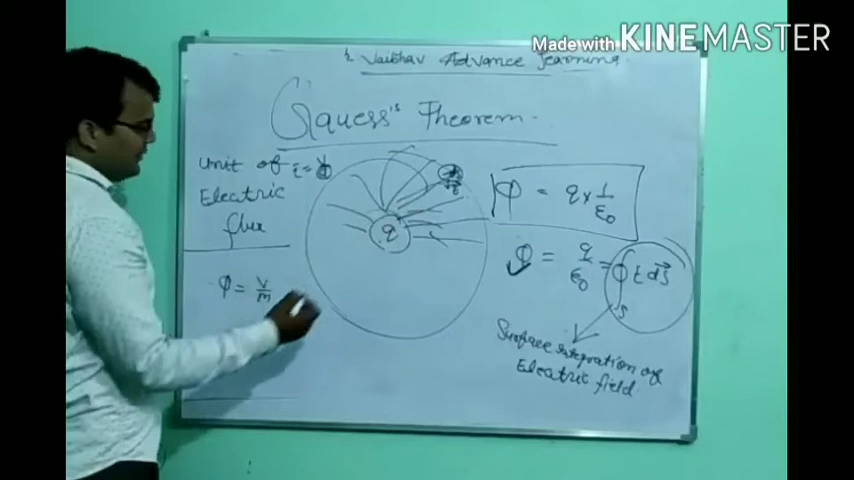 Made with KINEMASTER
Vaibhav Advance Learning
Gauess's Theorem
unit of
Electric
flux
φ = V/m
q
φ = q × 1/ε0
φ = q/ε0 = ∮ E ds
S
Surface integration of
Electric field.